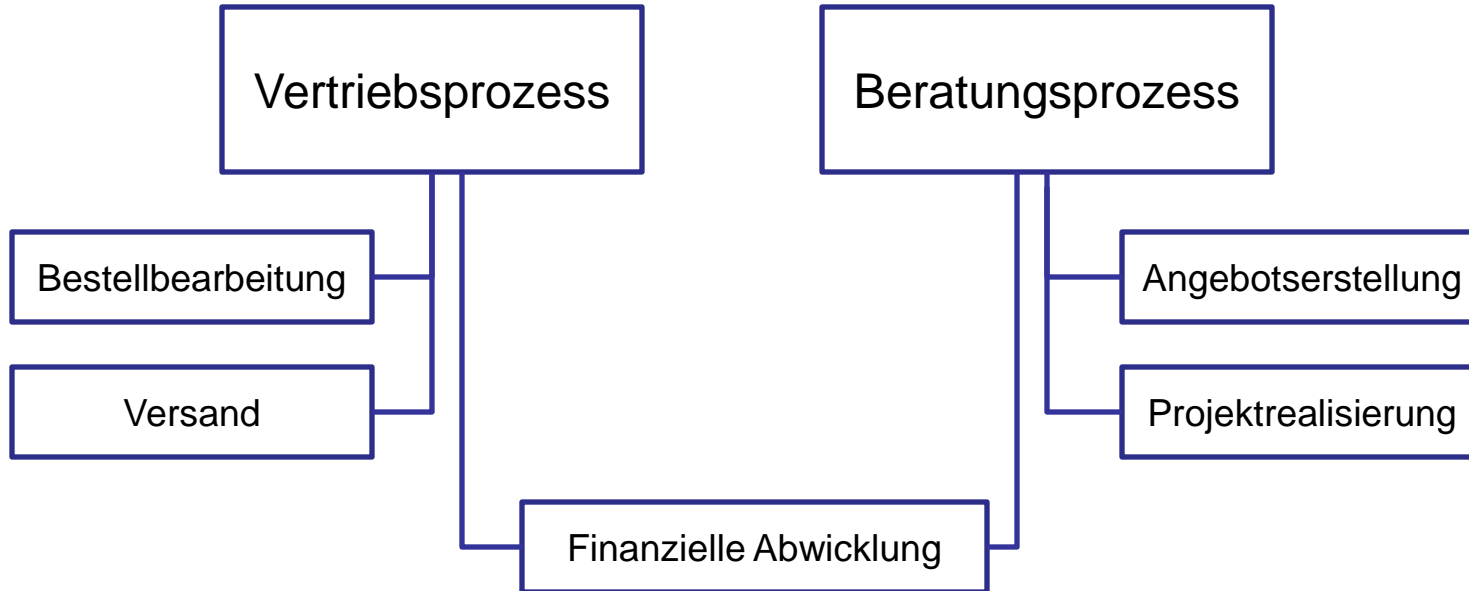 Vertriebsprozess
Beratungsprozess
Bestellbearbeitung
Angebotserstellung
Versand
Projektrealisierung
Finanzielle Abwicklung